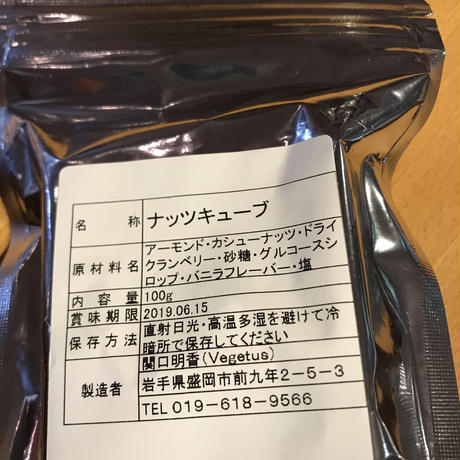 名称 ナッツキューブ
原材料名 アーモンド・カシューナッツ・ドライ
クランベリー・砂糖・グルコースシ
ロップ・バニラフレーバー・塩
内容量 100g
賞味期限 2019.06.15
保存方法 直射日光・高温多湿を避けて冷
暗所で保存してください
製造者 関口明香(Vegetus)
岩手県盛岡市前九年2-5-3
TEL 019-618-9566